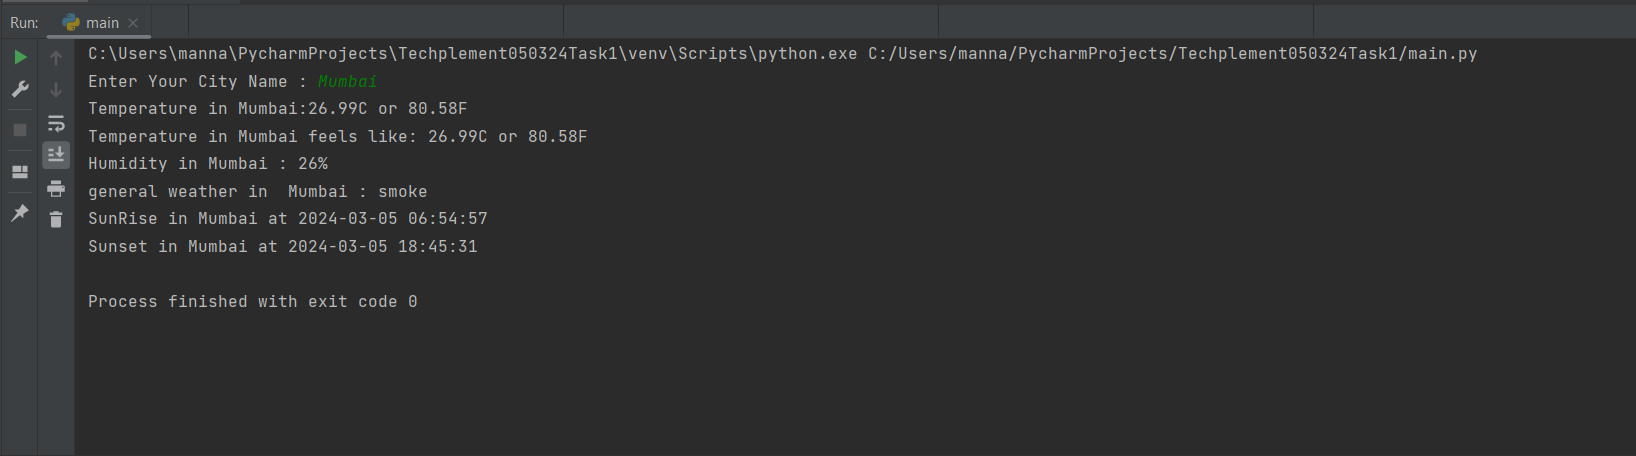 Run: main
C:\Users\manna\PycharmProjects\Techplement050324Task1\venv\Scripts\python.exe C:/Users/manna/PycharmProjects/Techplement050324Task1/main.py
Enter Your City Name : Mumbai
Temperature in Mumbai:26.99C or 80.58F
Temperature in Mumbai feels like: 26.99C or 80.58F
Humidity in Mumbai : 26%
general weather in  Mumbai : smoke
SunRise in Mumbai at 2024-03-05 06:54:57
Sunset in Mumbai at 2024-03-05 18:45:31
Process finished with exit code 0